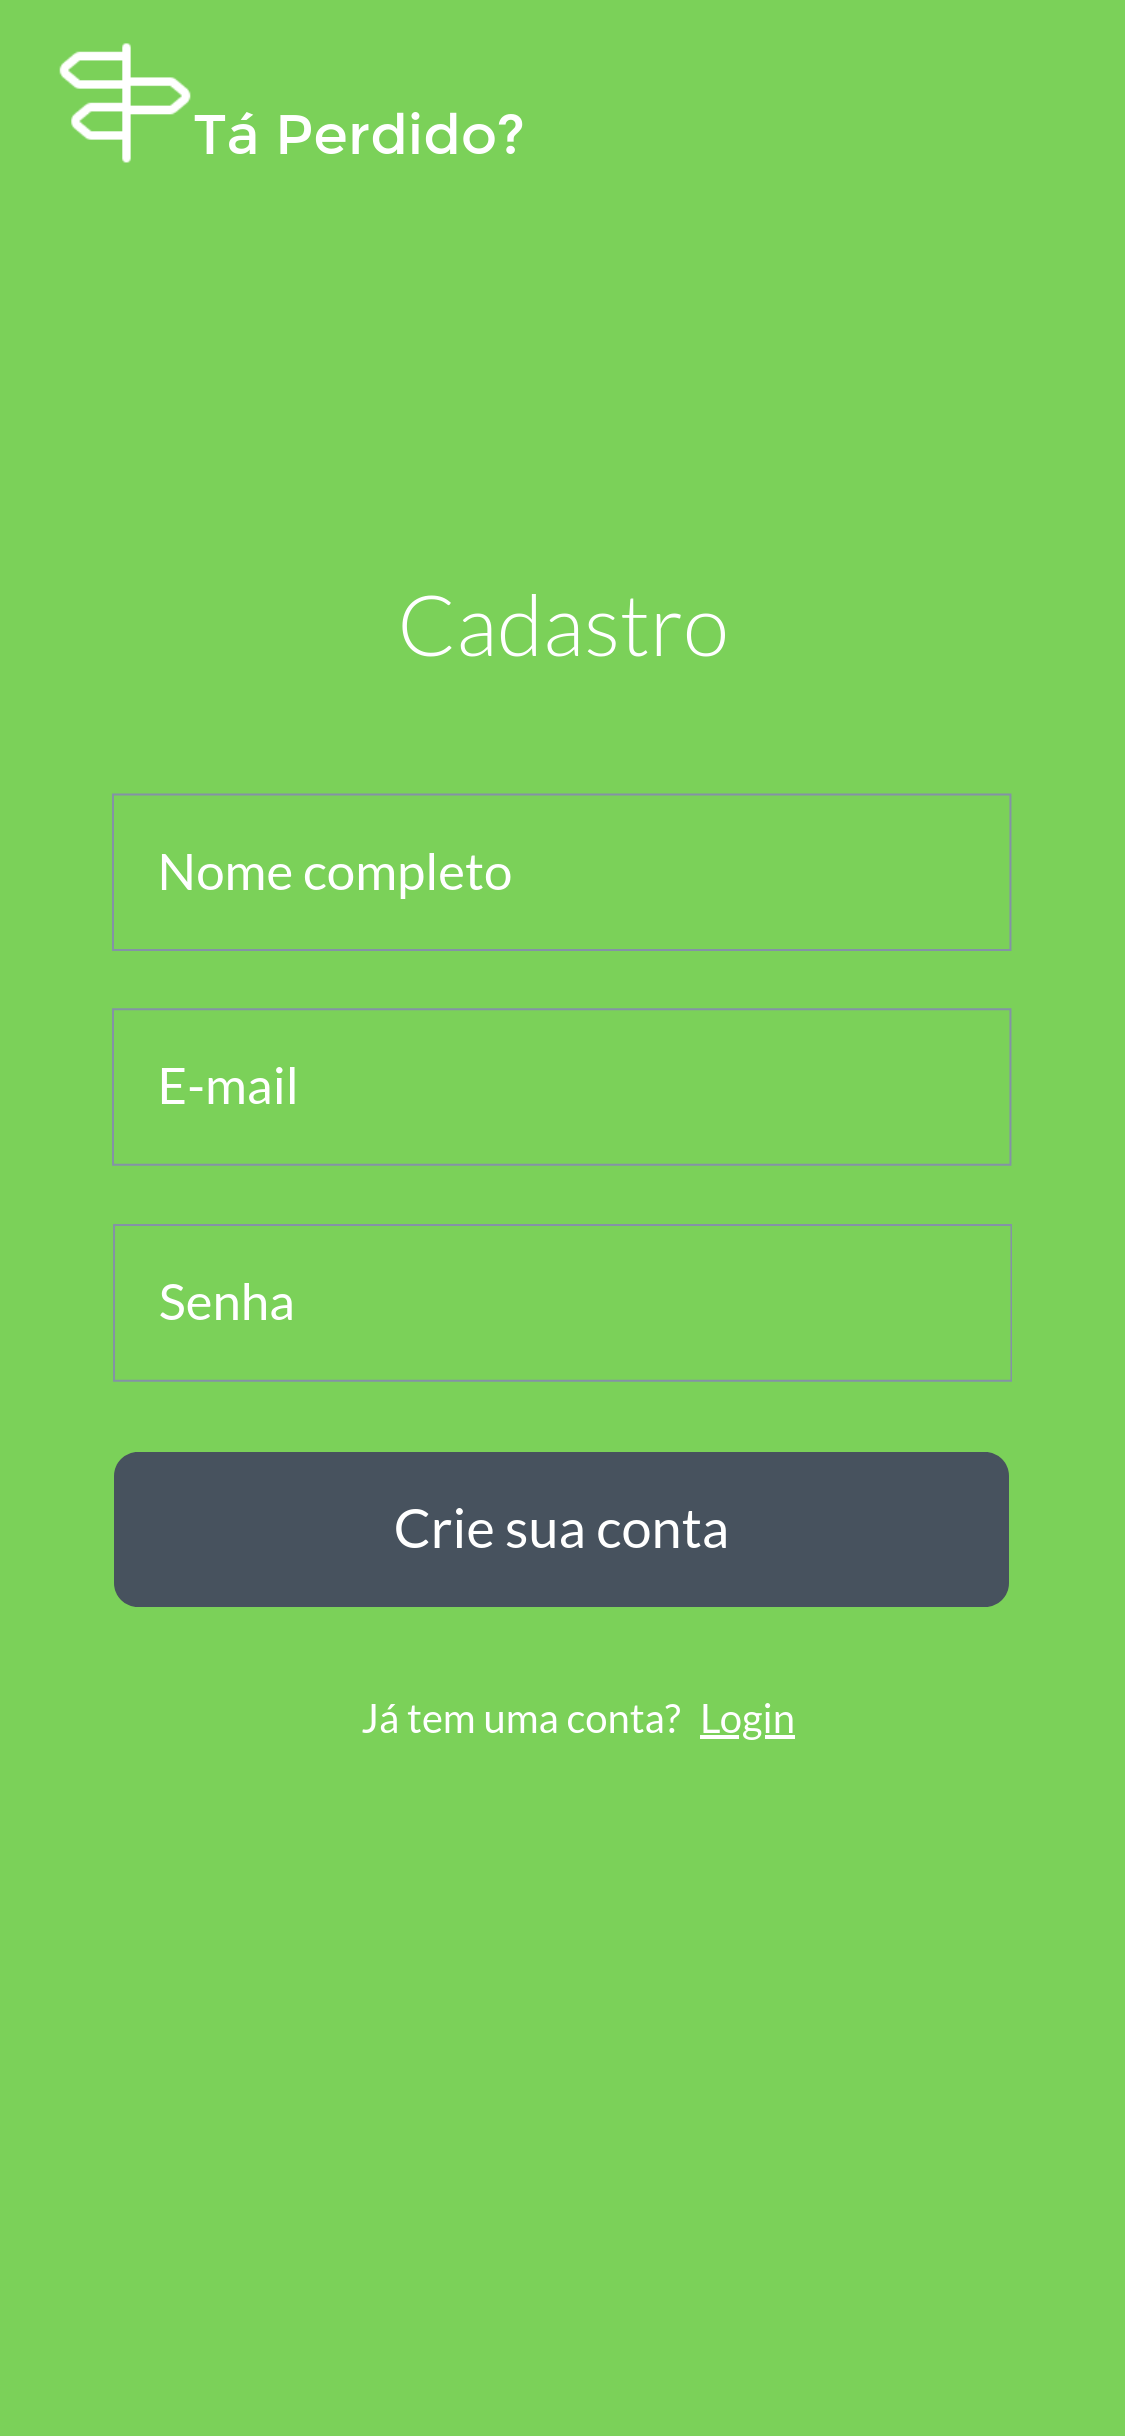 Tá Perdido?
Cadastro
Nome completo
E-mail
Senha
Crie sua conta
Já tem uma conta? Login